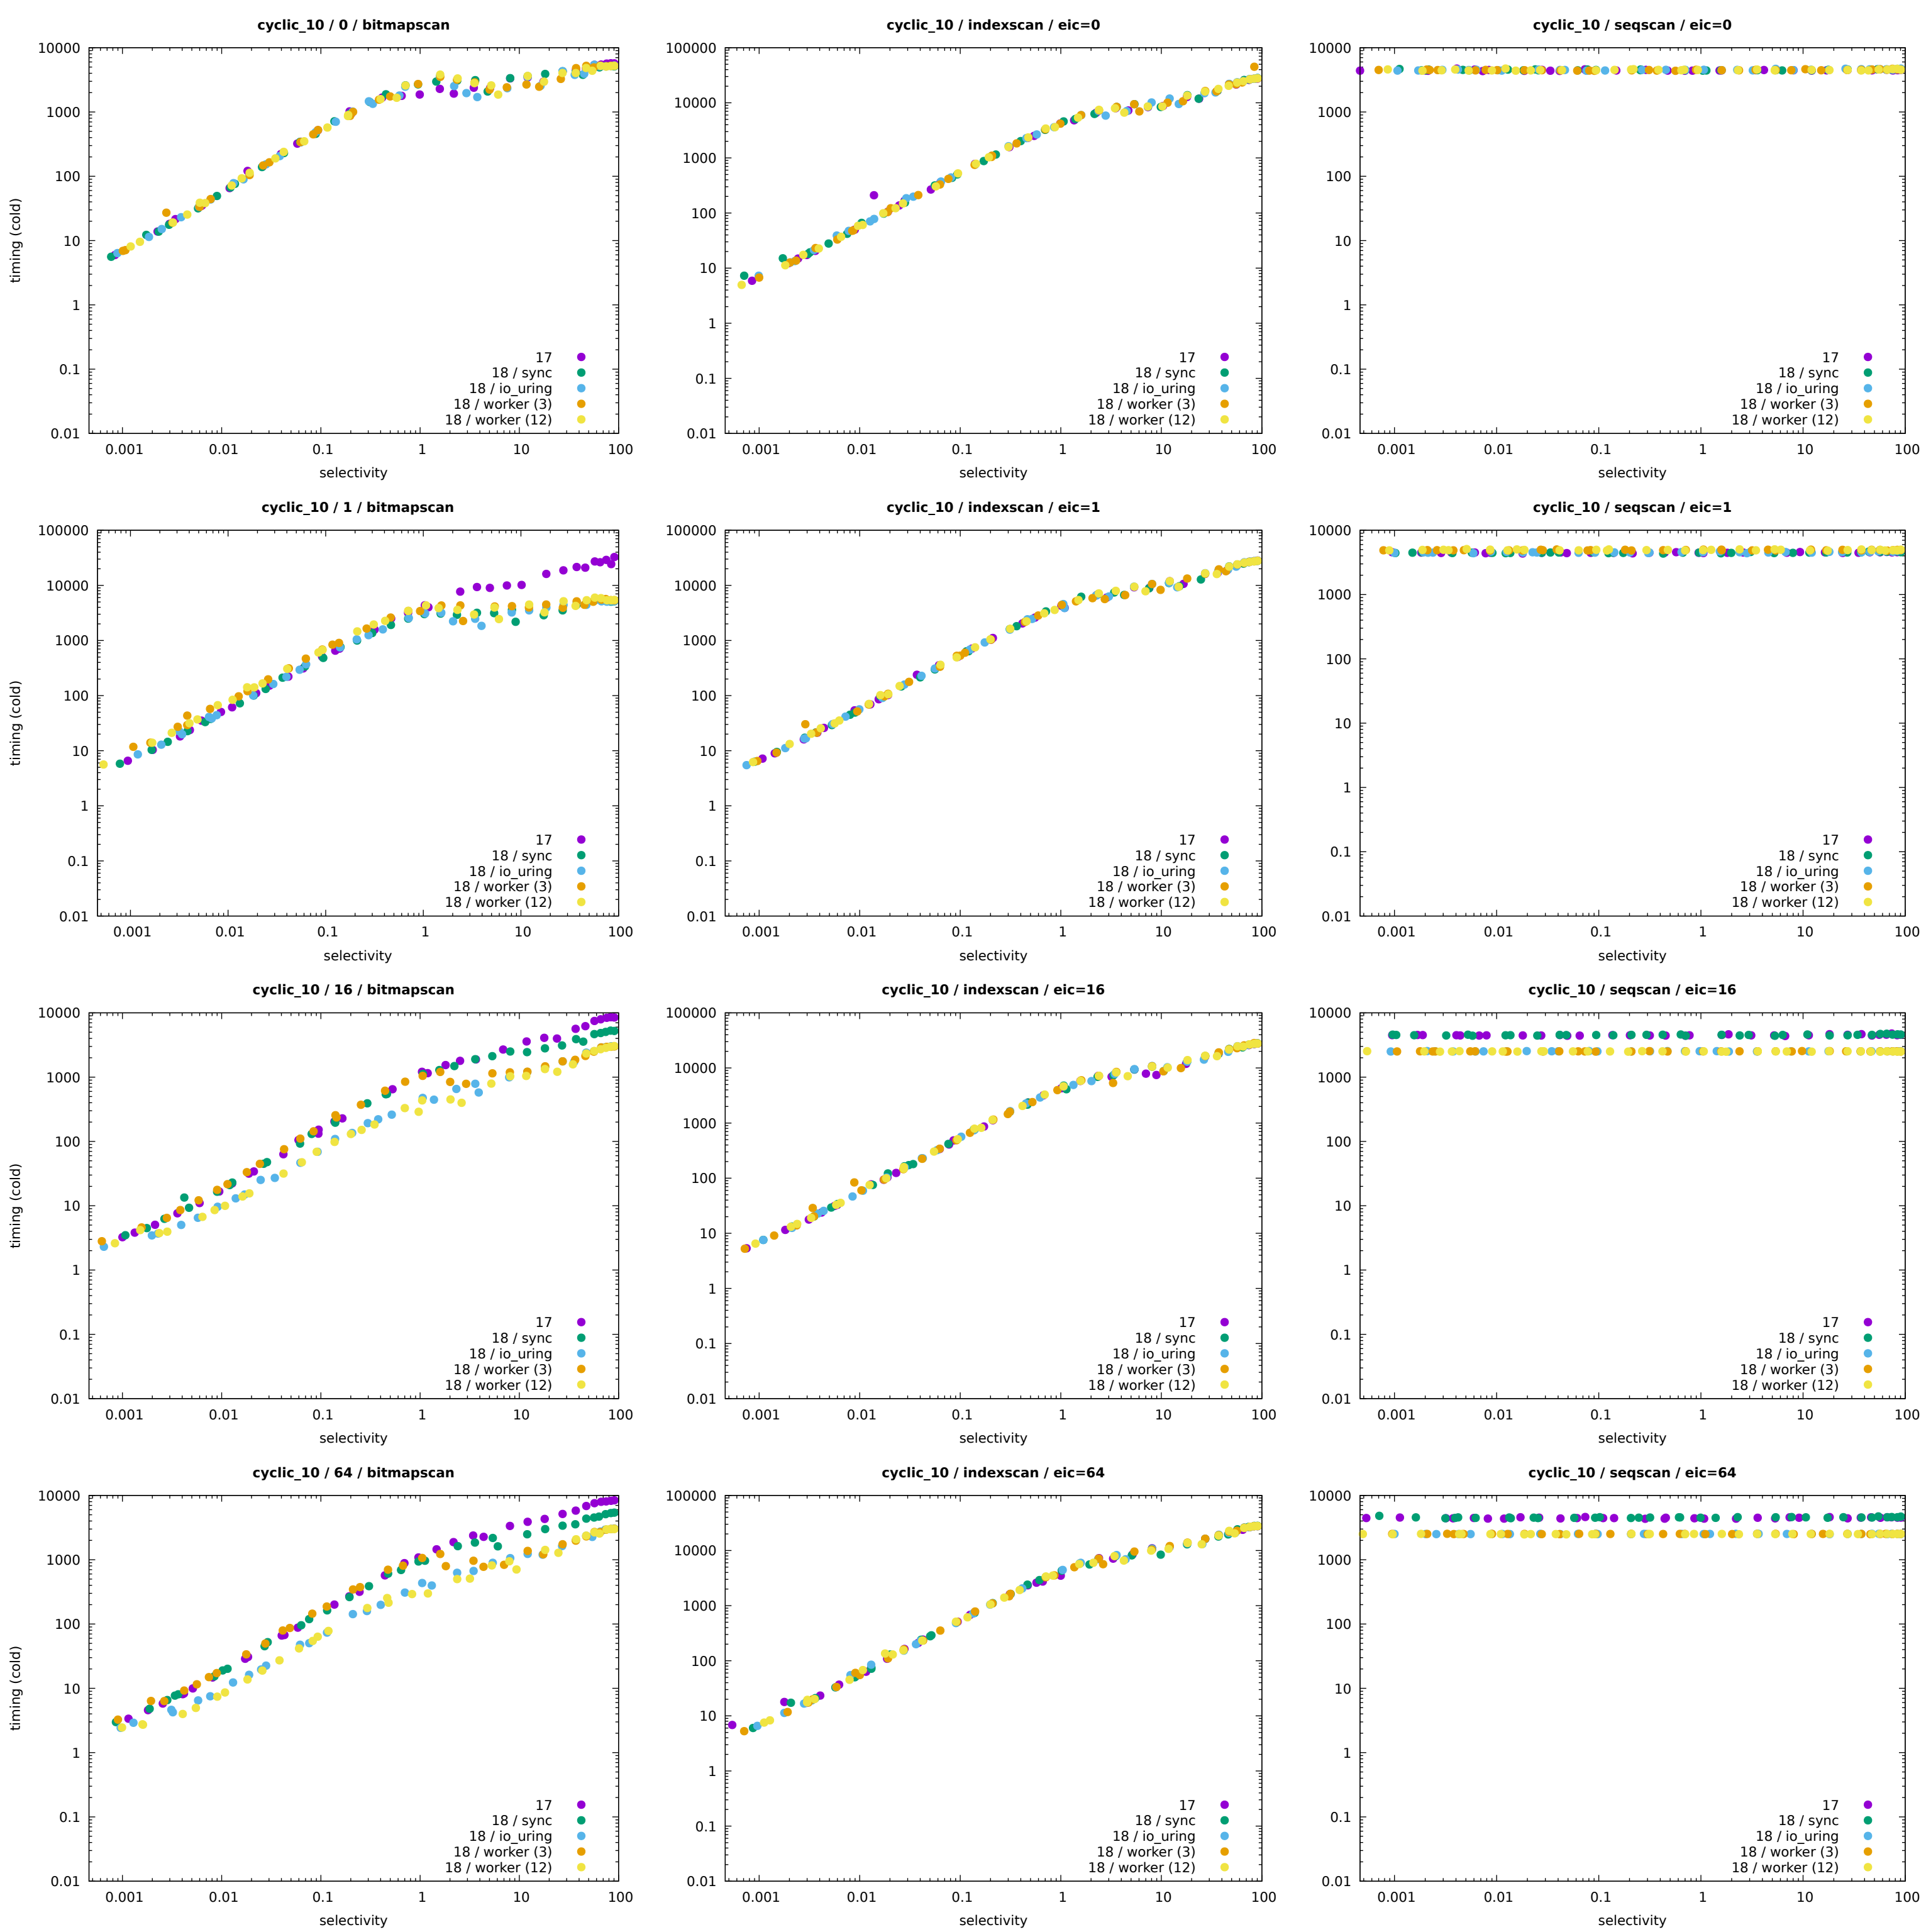 cyclic_10 / 0 / bitmapscan
10000
1000
100
10
1
0.1
0.01
timing (cold)
17
18 / sync
18 / io_uring
18 / worker (3)
18 / worker (12)
0.001 0.01 0.1 1 10 100
selectivity
cyclic_10 / indexscan / eic=0
100000
10000
1000
100
10
1
0.1
0.01
17
18 / sync
18 / io_uring
18 / worker (3)
18 / worker (12)
0.001 0.01 0.1 1 10 100
selectivity
cyclic_10 / seqscan / eic=0
10000
1000
100
10
1
0.1
0.01
17
18 / sync
18 / io_uring
18 / worker (3)
18 / worker (12)
0.001 0.01 0.1 1 10 100
selectivity
cyclic_10 / 1 / bitmapscan
100000
10000
1000
100
10
1
0.1
0.01
timing (cold)
17
18 / sync
18 / io_uring
18 / worker (3)
18 / worker (12)
0.001 0.01 0.1 1 10 100
selectivity
cyclic_10 / indexscan / eic=1
100000
10000
1000
100
10
1
0.1
0.01
17
18 / sync
18 / io_uring
18 / worker (3)
18 / worker (12)
0.001 0.01 0.1 1 10 100
selectivity
cyclic_10 / seqscan / eic=1
10000
1000
100
10
1
0.1
0.01
17
18 / sync
18 / io_uring
18 / worker (3)
18 / worker (12)
0.001 0.01 0.1 1 10 100
selectivity
cyclic_10 / 16 / bitmapscan
10000
1000
100
10
1
0.1
0.01
timing (cold)
17
18 / sync
18 / io_uring
18 / worker (3)
18 / worker (12)
0.001 0.01 0.1 1 10 100
selectivity
cyclic_10 / indexscan / eic=16
100000
10000
1000
100
10
1
0.1
0.01
17
18 / sync
18 / io_uring
18 / worker (3)
18 / worker (12)
0.001 0.01 0.1 1 10 100
selectivity
cyclic_10 / seqscan / eic=16
10000
1000
100
10
1
0.1
0.01
17
18 / sync
18 / io_uring
18 / worker (3)
18 / worker (12)
0.001 0.01 0.1 1 10 100
selectivity
cyclic_10 / 64 / bitmapscan
10000
1000
100
10
1
0.1
0.01
timing (cold)
17
18 / sync
18 / io_uring
18 / worker (3)
18 / worker (12)
0.001 0.01 0.1 1 10 100
selectivity
cyclic_10 / indexscan / eic=64
100000
10000
1000
100
10
1
0.1
0.01
17
18 / sync
18 / io_uring
18 / worker (3)
18 / worker (12)
0.001 0.01 0.1 1 10 100
selectivity
cyclic_10 / seqscan / eic=64
10000
1000
100
10
1
0.1
0.01
17
18 / sync
18 / io_uring
18 / worker (3)
18 / worker (12)
0.001 0.01 0.1 1 10 100
selectivity